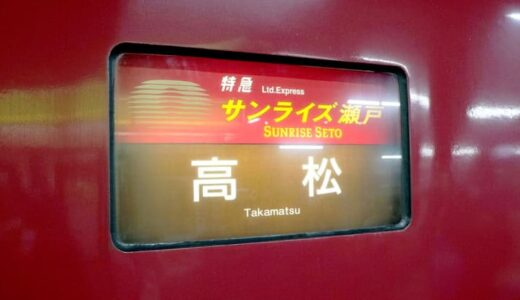 特急 Ltd.Express
サンライズ瀬戸
SUNRISE SETO
高松
Takamatsu